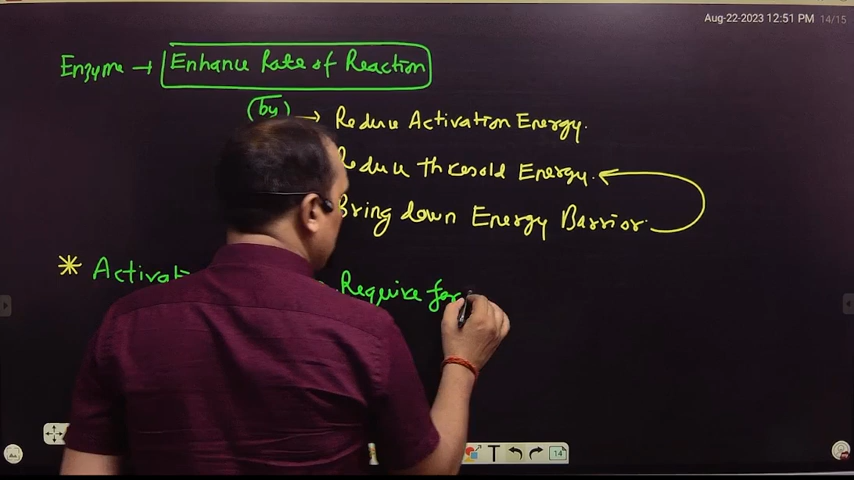 Aug-22-2023 12:51 PM 14/15
Enzyme → Enhance Rate of Reaction
(by) → Reduce Activation Energy.
Reduce thresold Energy.
Bring down Energy Barrior.
* Activati Require for
T 14